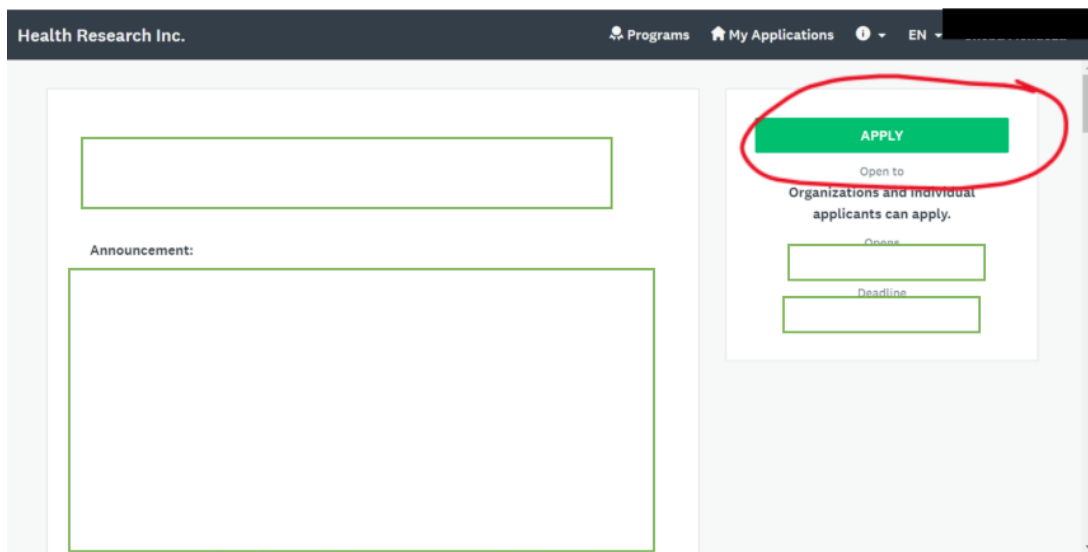 Health Research Inc. Programs My Applications EN
APPLY
Open to
Organizations and individual
applicants can apply.
Announcement:
Opens
Deadline